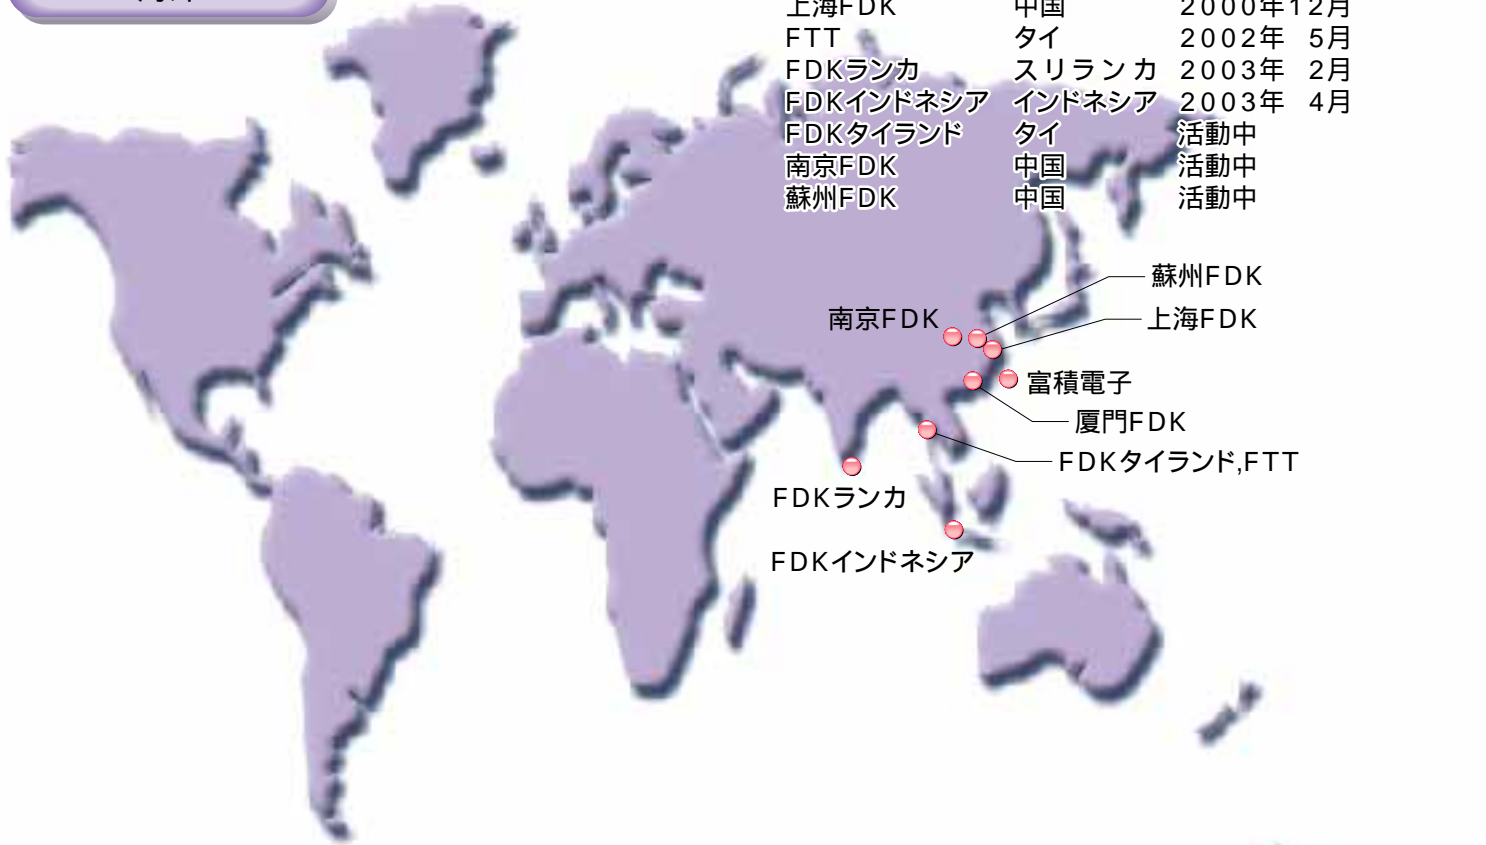 上海FDK 中国 2000年12月
FTT タイ 2002年 5月
FDKランカ スリランカ 2003年 2月
FDKインドネシア インドネシア 2003年 4月
FDKタイランド タイ 活動中
南京FDK 中国 活動中
蘇州FDK 中国 活動中
蘇州FDK
南京FDK
上海FDK
富積電子
厦門FDK
FDKタイランド,FTT
FDKランカ
FDKインドネシア